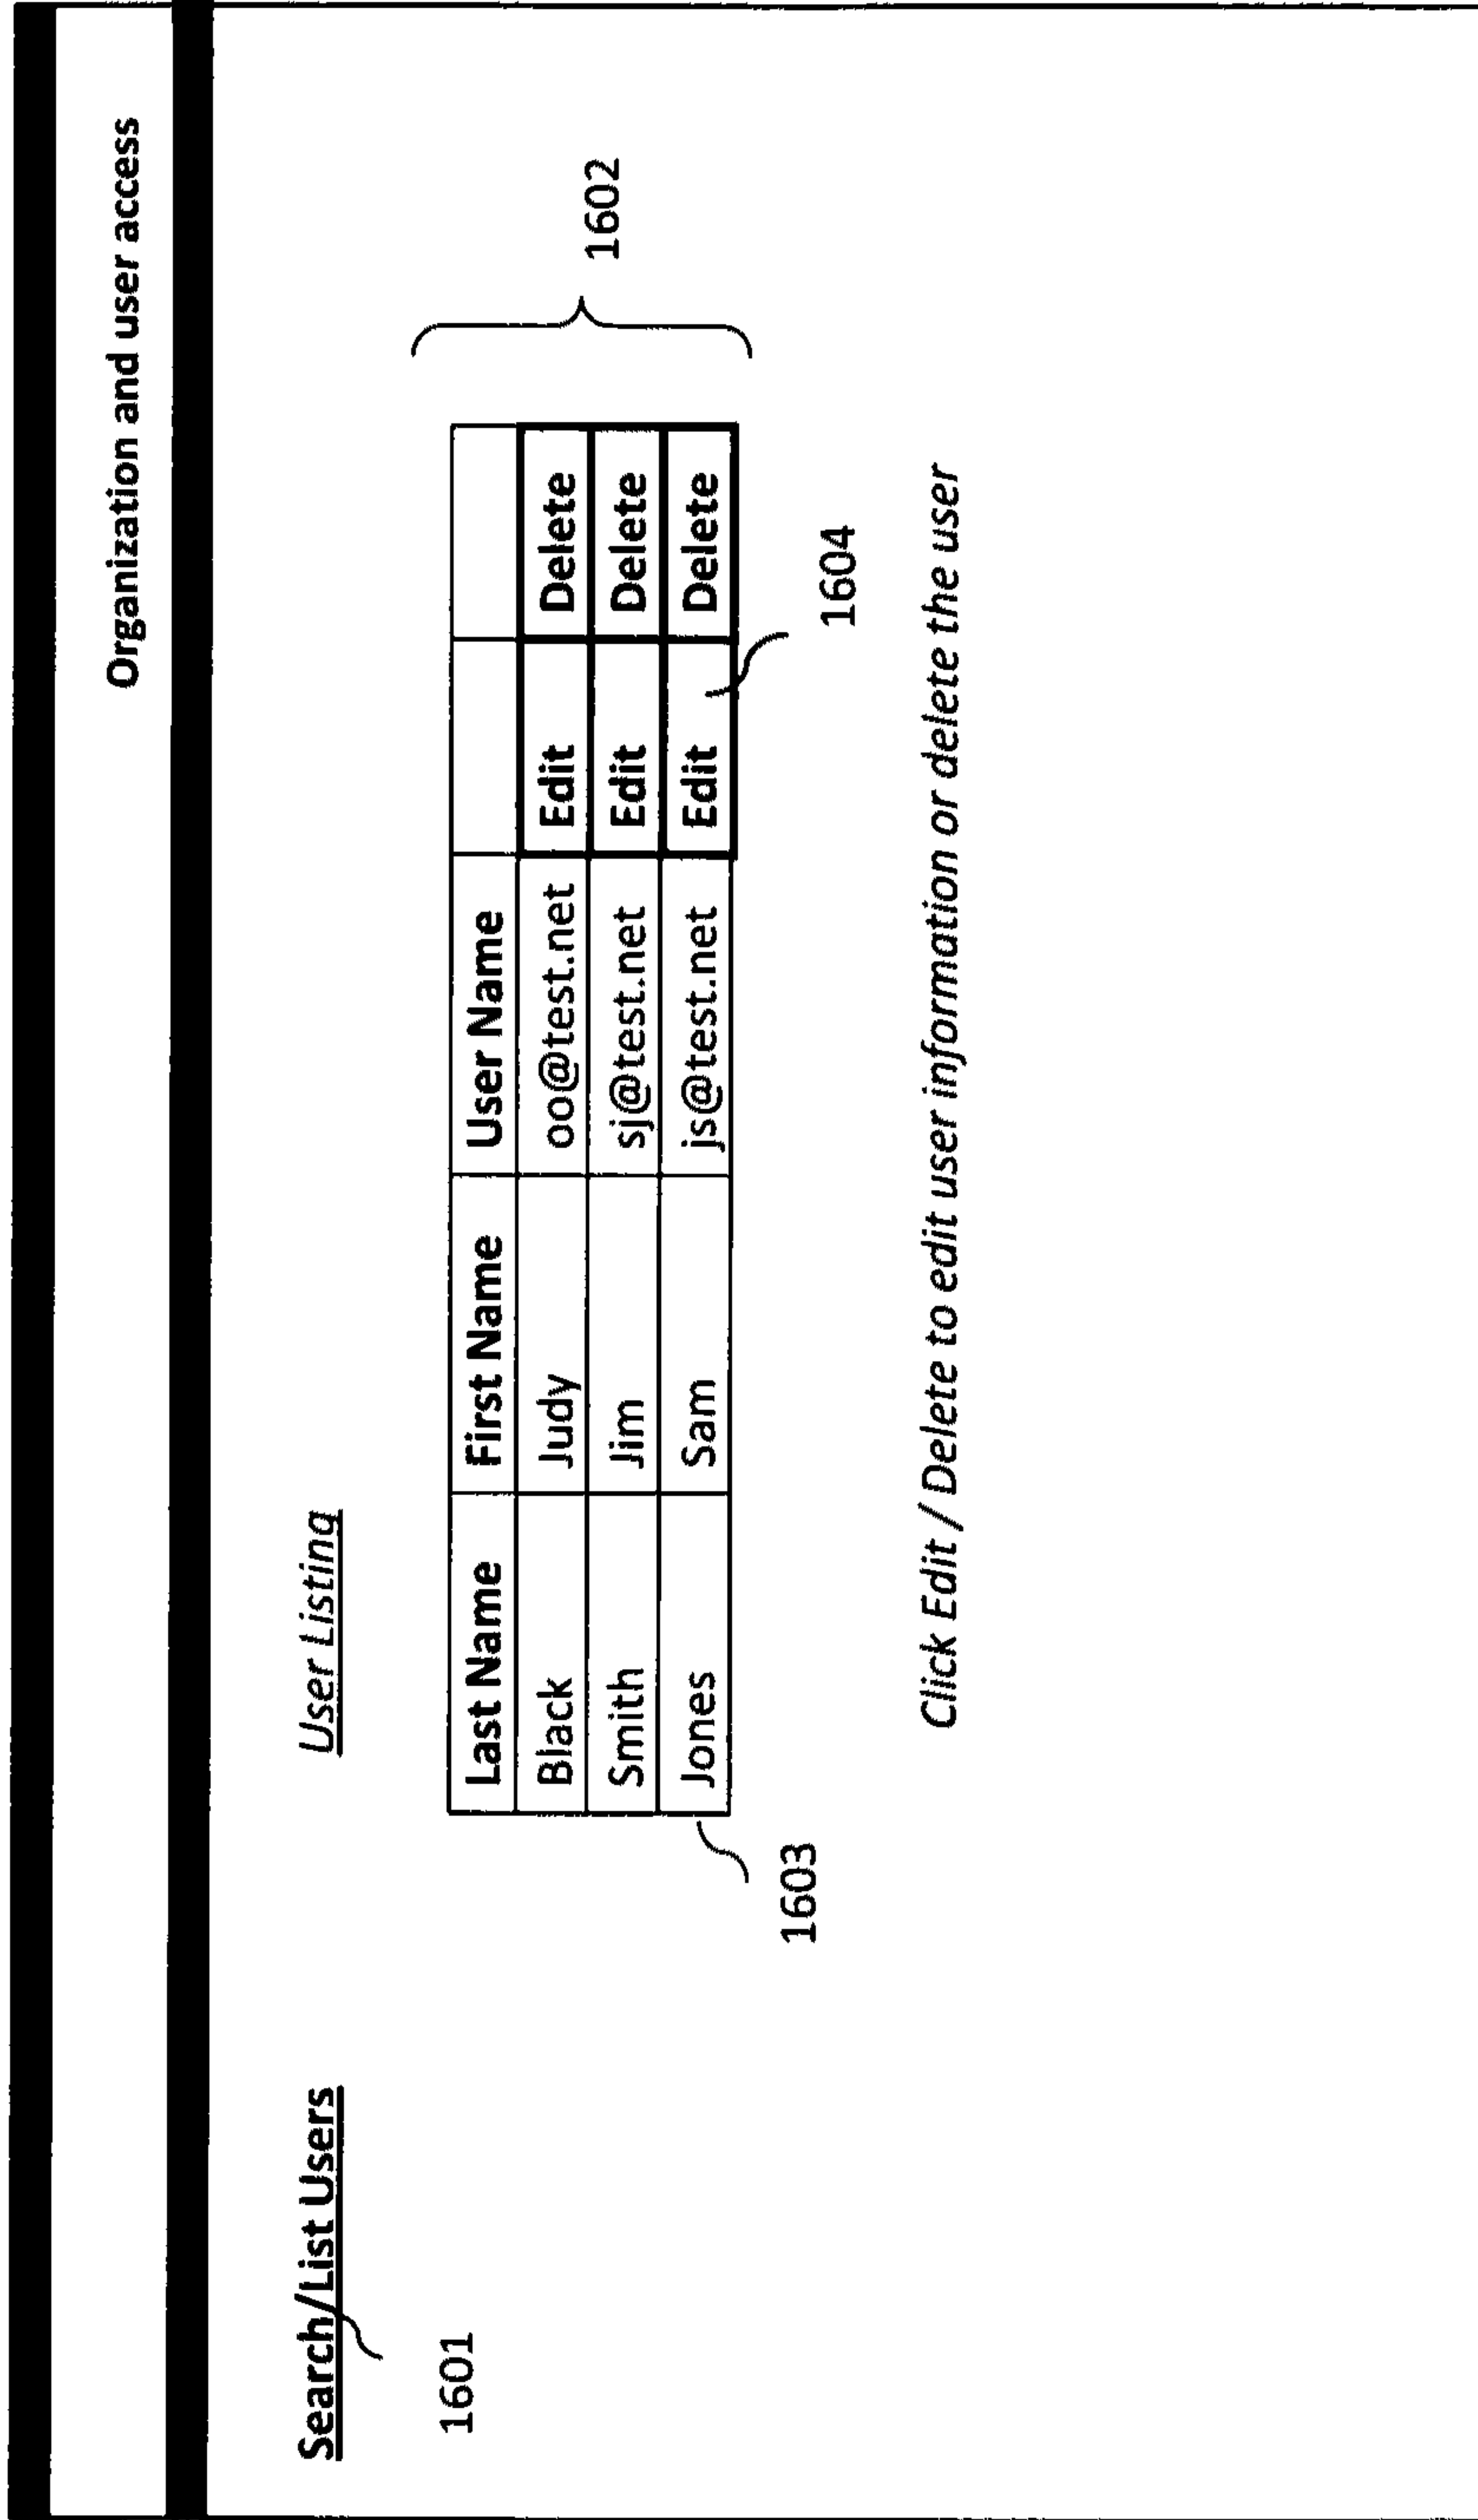 Organization and user access
Search/List Users
User Listing
1601
Last Name First Name User Name
Black Judy oo@test.net Edit Delete
Smith Jim sj@test.net Edit Delete
Jones Sam js@test.net Edit Delete
1602
1603
1604
Click Edit / Delete to edit user information or delete the user